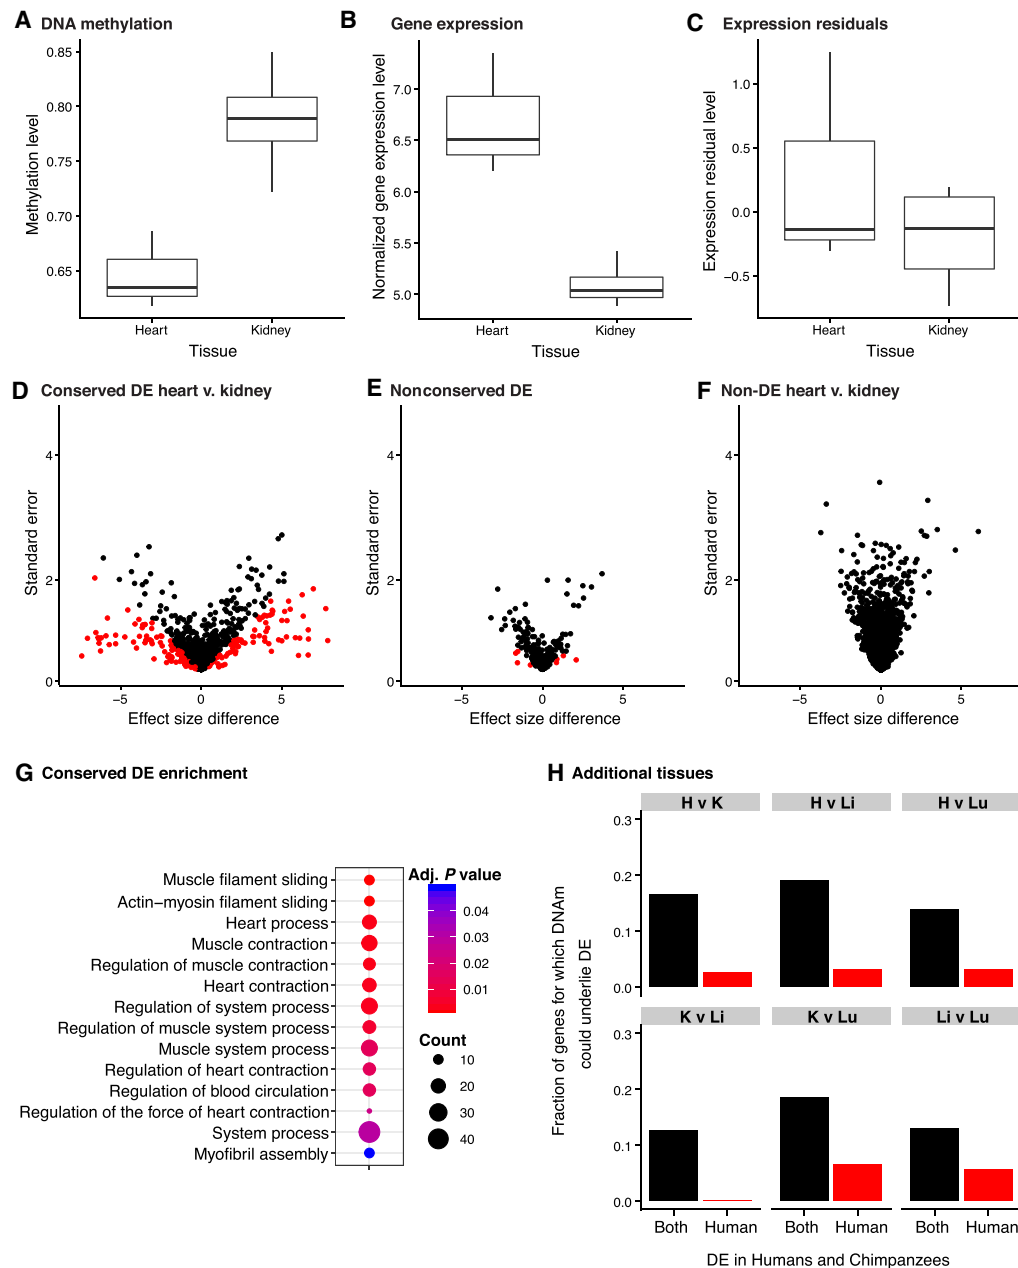 A DNA methylation
Methylation level
0.85
0.80
0.75
0.70
0.65
Heart Kidney
Tissue
B Gene expression
Normalized gene expression level
7.0
6.5
6.0
5.5
5.0
Heart Kidney
Tissue
C Expression residuals
Expression residual level
1.0
0.5
0.0
−0.5
Heart Kidney
Tissue
D Conserved DE heart v. kidney
Standard error
4
2
0
−5 0 5
Effect size difference
E Nonconserved DE
Standard error
4
2
0
−5 0 5
Effect size difference
F Non-DE heart v. kidney
Standard error
4
2
0
−5 0 5
Effect size difference
G Conserved DE enrichment
Muscle filament sliding
Actin−myosin filament sliding
Heart process
Muscle contraction
Regulation of muscle contraction
Heart contraction
Regulation of system process
Regulation of muscle system process
Muscle system process
Regulation of heart contraction
Regulation of blood circulation
Regulation of the force of heart contraction
System process
Myofibril assembly
Adj. P value
0.04
0.03
0.02
0.01
Count
10
20
30
40
H Additional tissues
Fraction of genes for which DNAm
could underlie DE
H v K H v Li H v Lu
0.3
0.2
0.1
0.0
K v Li K v Lu Li v Lu
0.3
0.2
0.1
0.0
Both Human Both Human Both Human
DE in Humans and Chimpanzees